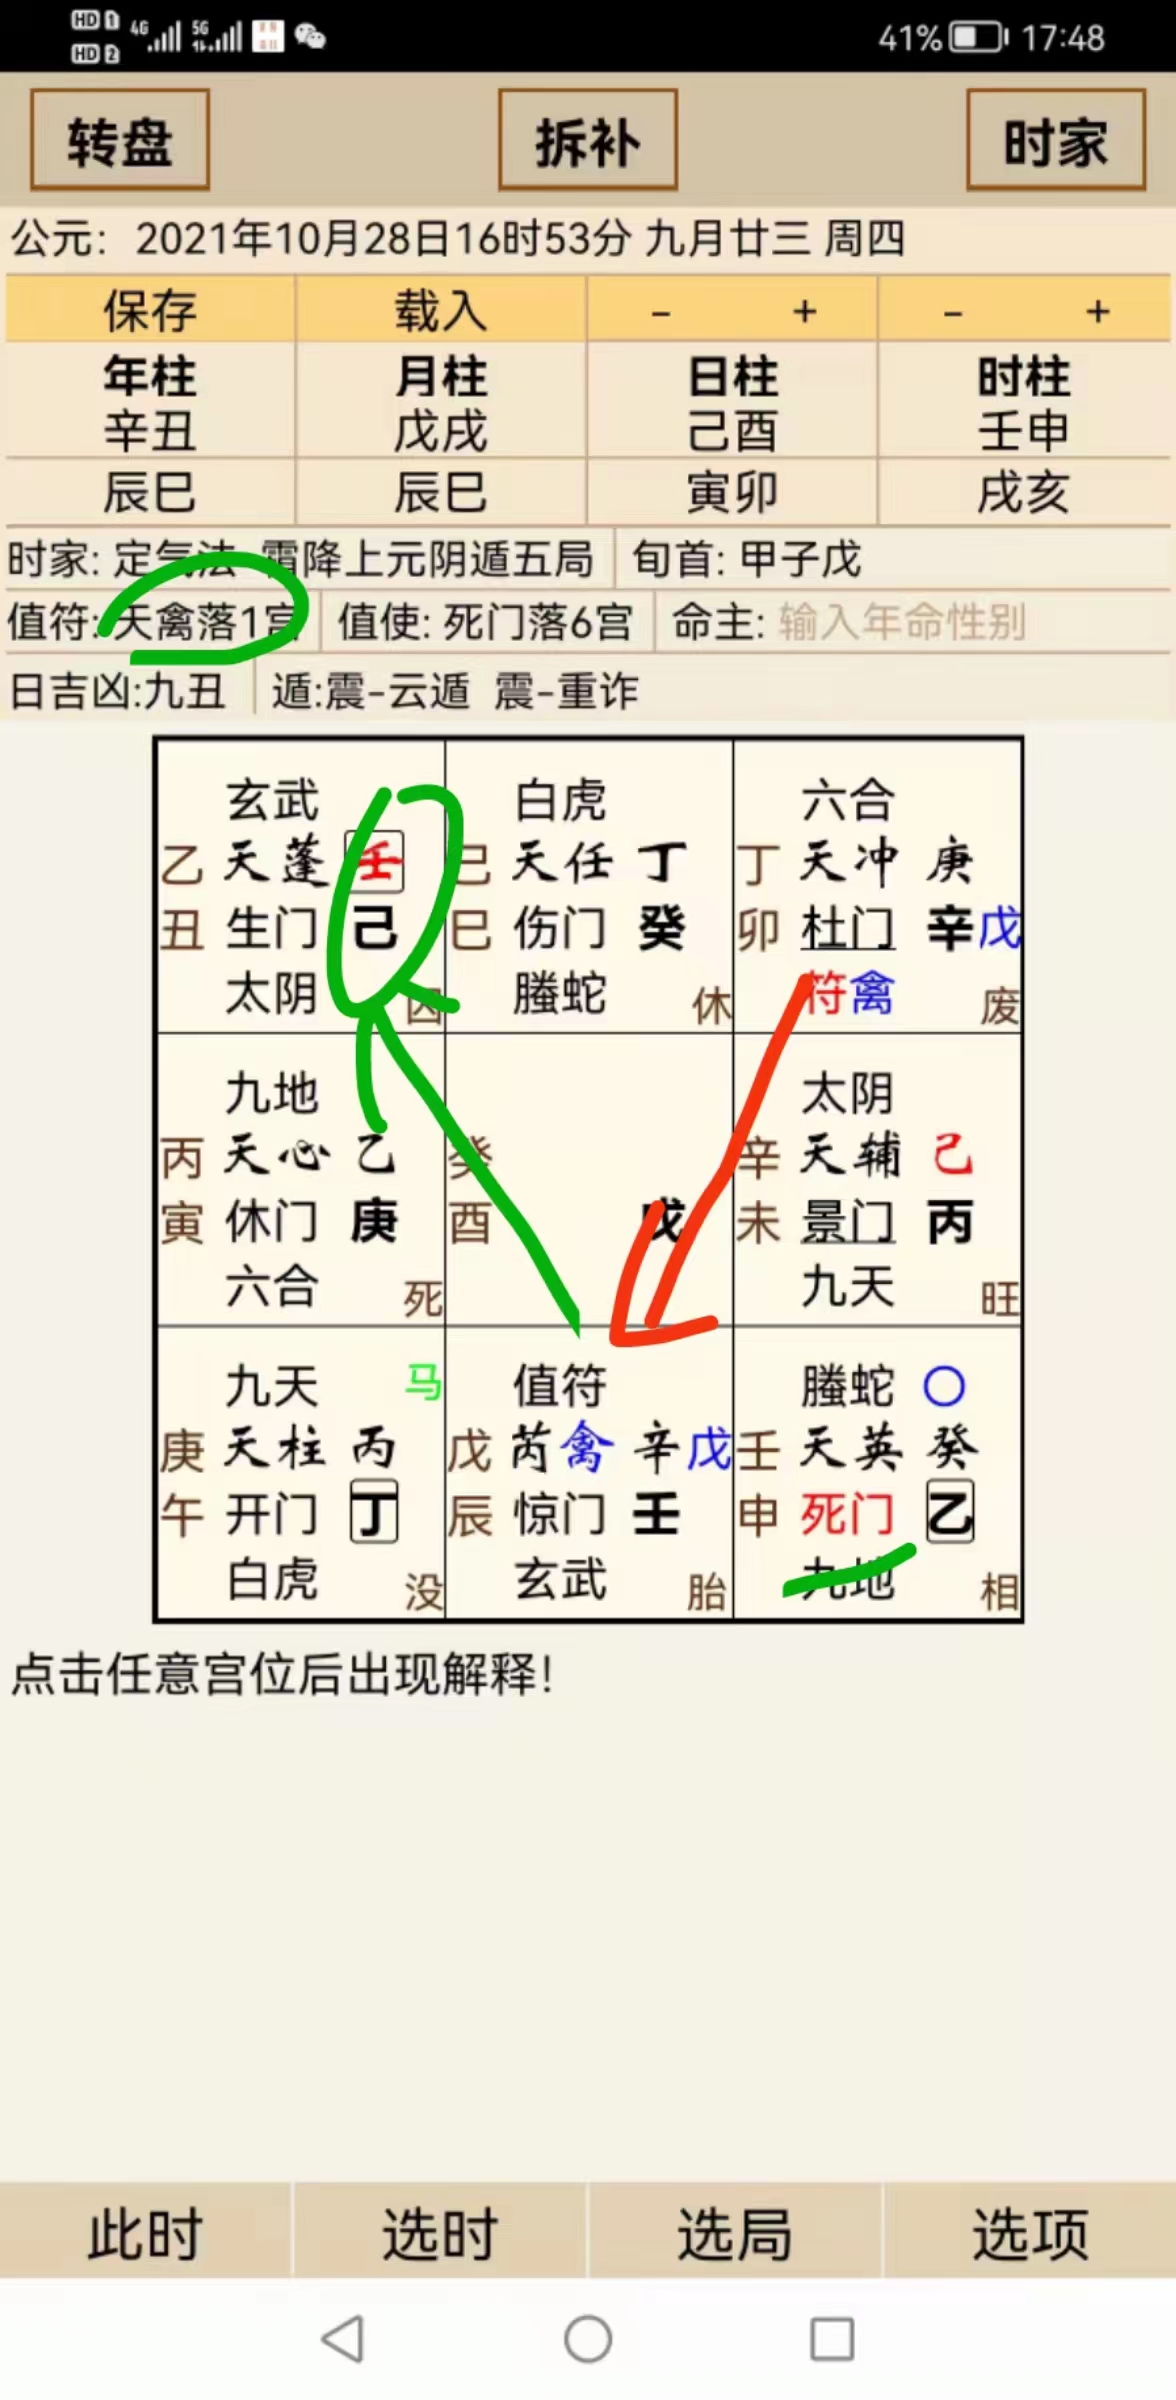 HD 1 4G 5G 41% 17:48
HD 2
转盘 拆补 时家
公元：2021年10月28日16时53分 九月廿三 周四
保存 载入 - + - +
年柱 月柱 日柱 时柱
辛丑 戊戌 己酉 壬申
辰巳 辰巳 寅卯 戌亥
时家: 定气法 霜降上元阴遁五局 旬首: 甲子戊
值符: 天禽落1宫 值使: 死门落6宫 命主: 输入年命性别
日吉凶:九丑 遁:震-云遁 震-重诈
玄武 白虎 六合
乙 天蓬 壬 己 天任 丁 丁 天冲 庚
丑 生门 己 巳 伤门 癸 卯 杜门 辛戊
太阴 囚 螣蛇 休 符禽 废
九地 太阴
丙 天心 乙 癸 辛 天辅 己
寅 休门 庚 酉 戊 未 景门 丙
六合 死 九天 旺
九天 马 值符 螣蛇 〇
庚 天柱 丙 戊 芮禽 辛戊 壬 天英 癸
午 开门 丁 辰 惊门 壬 申 死门 乙
白虎 没 玄武 胎 九地 相
点击任意宫位后出现解释！
此时 选时 选局 选项